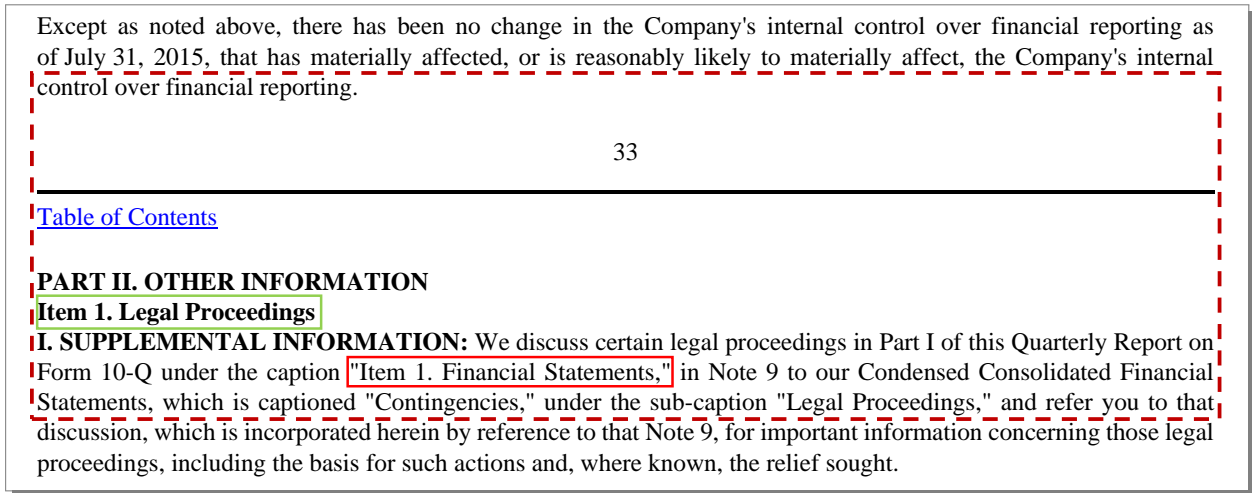 Except as noted above, there has been no change in the Company's internal control over financial reporting as
of July 31, 2015, that has materially affected, or is reasonably likely to materially affect, the Company's internal
control over financial reporting.
33
Table of Contents
PART II. OTHER INFORMATION
Item 1. Legal Proceedings
I. SUPPLEMENTAL INFORMATION: We discuss certain legal proceedings in Part I of this Quarterly Report on
Form 10-Q under the caption "Item 1. Financial Statements," in Note 9 to our Condensed Consolidated Financial
Statements, which is captioned "Contingencies," under the sub-caption "Legal Proceedings," and refer you to that
discussion, which is incorporated herein by reference to that Note 9, for important information concerning those legal
proceedings, including the basis for such actions and, where known, the relief sought.